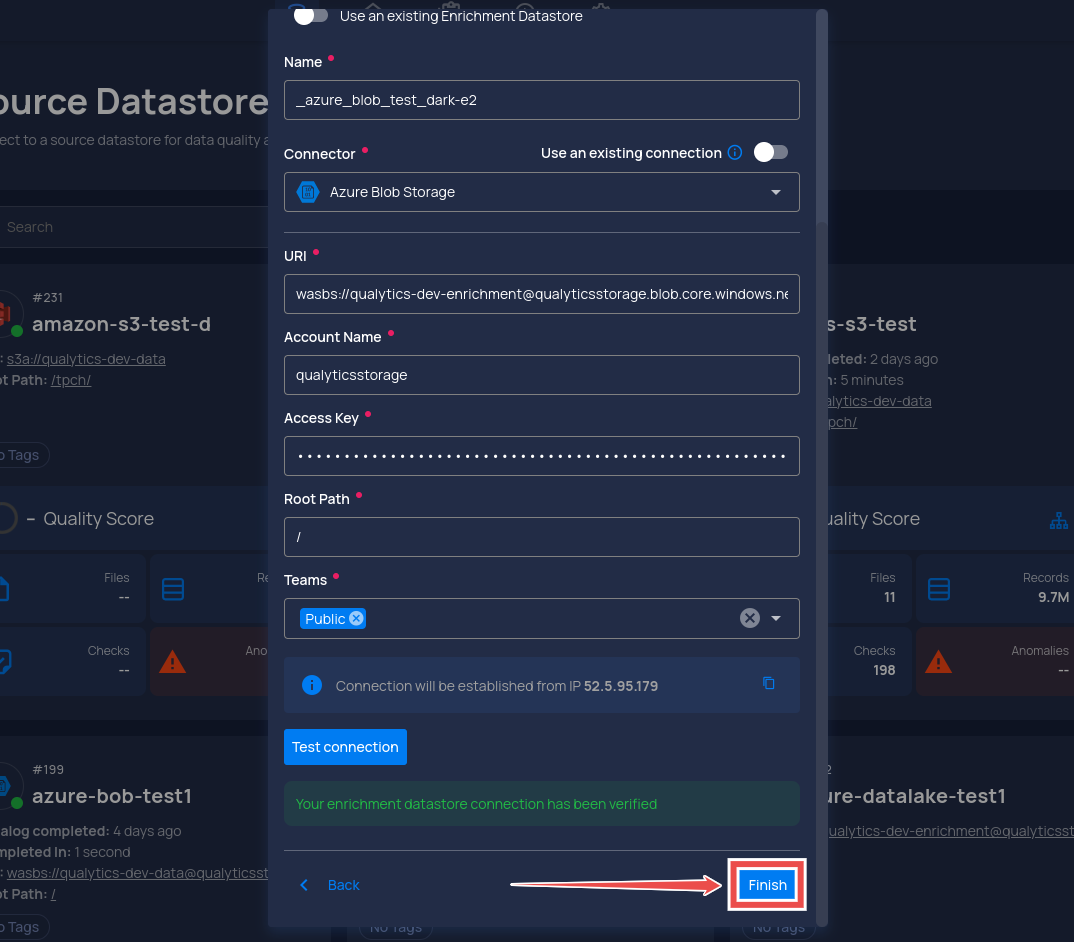 Use an existing Enrichment Datastore
Name
_azure_blob_test_dark-e2
Connector
Use an existing connection
Azure Blob Storage
URI
wasbs://qualytics-dev-enrichment@qualyticsstorage.blob.core.windows.ne
Account Name
qualyticsstorage
Access Key
Root Path
/
Teams
Public
Connection will be established from IP 52.5.95.179
Test connection
Your enrichment datastore connection has been verified
Back
Finish
ource Datastore
ect to a source datastore for data quality a
Search
#231
amazon-s3-test-d
: s3a://qualytics-dev-data
ot Path: /tpch/
o Tags
– Quality Score
Files
--
Re
Checks
--
Ano
#199
azure-bob-test1
alog completed: 4 days ago
mpleted In: 1 second
: wasbs://qualytics-dev-data@qualyticsst
ot Path: /
o Tags
No Tags
s-s3-test
leted: 2 days ago
n: 5 minutes
alytics-dev-data
pch/
uality Score
Files
11
Records
9.7M
Checks
198
Anomalies
--
2
ure-datalake-test1
ualytics-dev-enrichment@qualyticsst
No Tags